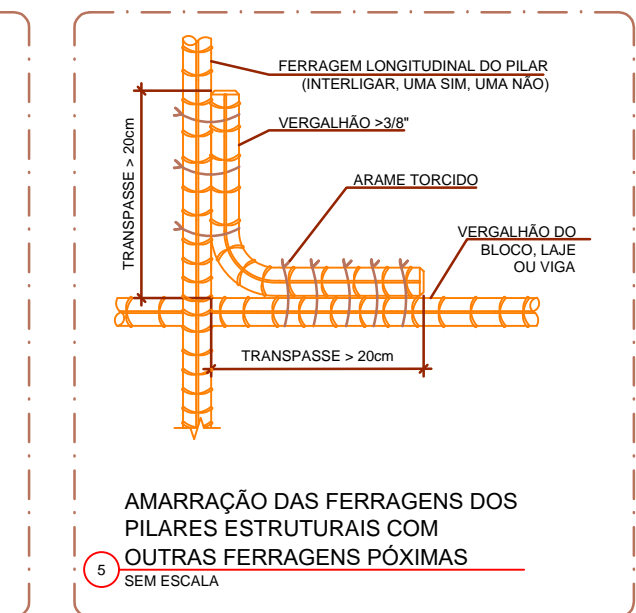 FERRAGEM LONGITUDINAL DO PILAR
(INTERLIGAR, UMA SIM, UMA NÃO)
VERGALHÃO >3/8"
ARAME TORCIDO
VERGALHÃO DO
BLOCO, LAJE
OU VIGA
TRANSPASSE > 20cm
TRANSPASSE > 20cm
AMARRAÇÃO DAS FERRAGENS DOS
PILARES ESTRUTURAIS COM
OUTRAS FERRAGENS PÓXIMAS
5
SEM ESCALA